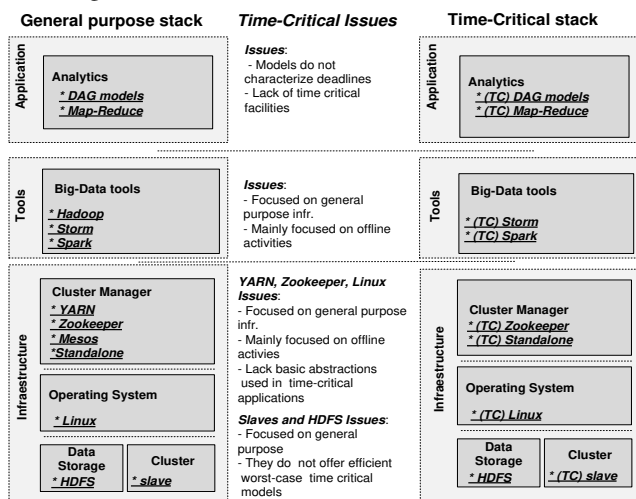 General purpose stack
Time-Critical Issues
Time-Critical stack
Application
Analytics
* DAG models
* Map-Reduce
Issues:
- Models do not
characterize deadlines
- Lack of time critical
facilities
Application
Analytics
* (TC) DAG models
* (TC) Map-Reduce
Tools
Big-Data tools
* Hadoop
* Storm
* Spark
Issues:
- Focused on general
purpose infr.
- Mainly focused on offline
activities
Tools
Big-Data tools
* (TC) Storm
* (TC) Spark
Infraestructure
Cluster Manager
* YARN
* Zookeeper
* Mesos
*Standalone
Operating System
* Linux
Data
Storage
* HDFS
Cluster
* slave
YARN, Zookeeper, Linux
Issues:
- Focused on general purpose
infr.
- Mainly focused on offline
activies
- Lack basic abstractions
used in time-critical
applications
Slaves and HDFS Issues:
- Focused on general
purpose
- They do not offer efficient
worst-case time critical
models
Infraestructure
Cluster Manager
* (TC) Zookeeper
* (TC) Standalone
Operating System
* (TC) Linux
Data
Storage
* HDFS
Cluster
* (TC) slave